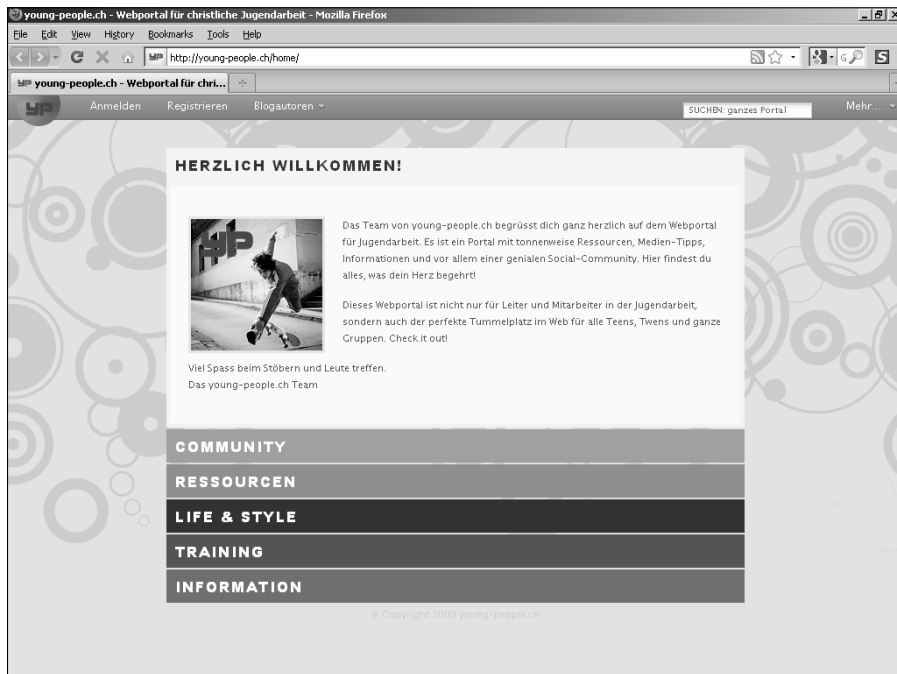 young-people.ch - Webportal für christliche Jugendarbeit - Mozilla Firefox
File Edit View History Bookmarks Tools Help
YP http://young-people.ch/home/ G S
YP young-people.ch - Webportal für chri...
YP Anmelden Registrieren Blogautoren SUCHEN: ganzes Portal Mehr...
HERZLICH WILLKOMMEN!
YP
Das Team von young-people.ch begrüsst dich ganz herzlich auf dem Webportal
für Jugendarbeit. Es ist ein Portal mit tonnenweise Ressourcen, Medien-Tipps,
Informationen und vor allem einer genialen Social-Community. Hier findest du
alles, was dein Herz begehrt!
Dieses Webportal ist nicht nur für Leiter und Mitarbeiter in der Jugendarbeit,
sondern auch der perfekte Tummelplatz im Web für alle Teens, Twens und ganze
Gruppen. Check it out!
Viel Spass beim Stöbern und Leute treffen.
Das young-people.ch Team
COMMUNITY
RESSOURCEN
LIFE & STYLE
TRAINING
INFORMATION
© Copyright 2009 young-people.ch